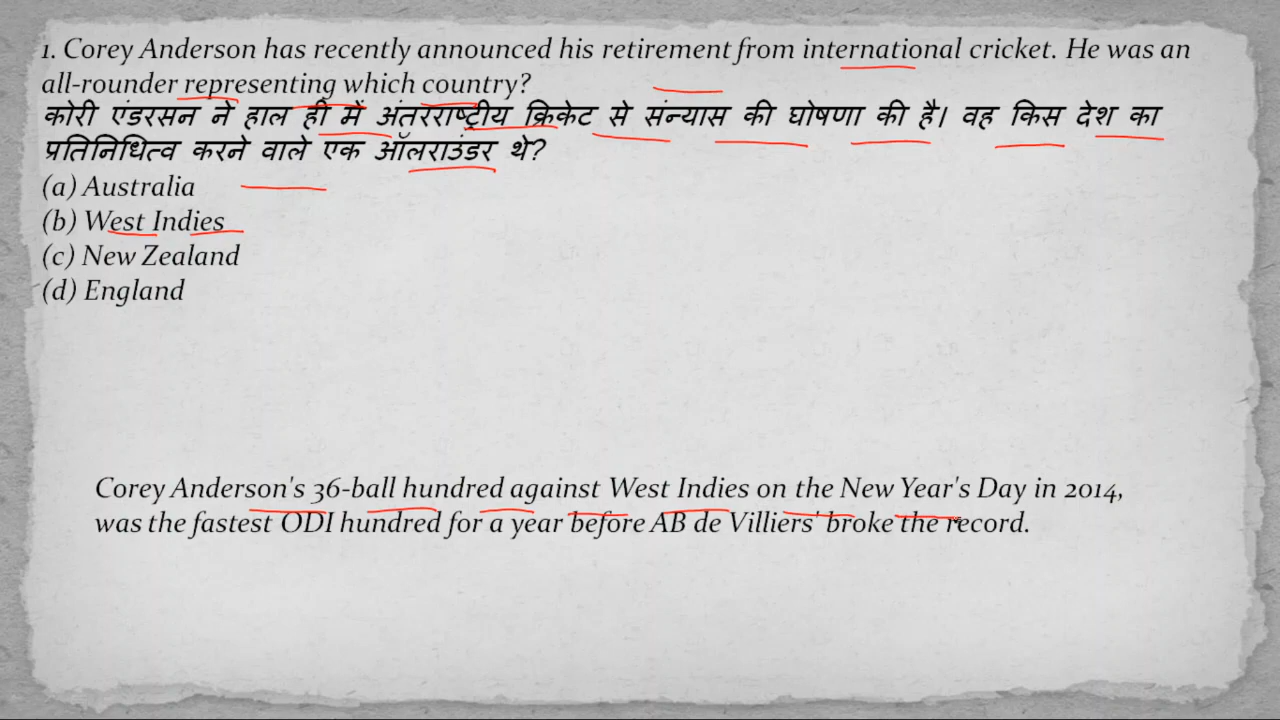 1. Corey Anderson has recently announced his retirement from international cricket. He was an
all-rounder representing which country?
कोरी एंडरसन ने हाल ही में अंतरराष्ट्रीय क्रिकेट से संन्यास की घोषणा की है। वह किस देश का
प्रतिनिधित्व करने वाले एक ऑलराउंडर थे?
(a) Australia
(b) West Indies
(c) New Zealand
(d) England
Corey Anderson's 36-ball hundred against West Indies on the New Year's Day in 2014,
was the fastest ODI hundred for a year before AB de Villiers' broke the record.